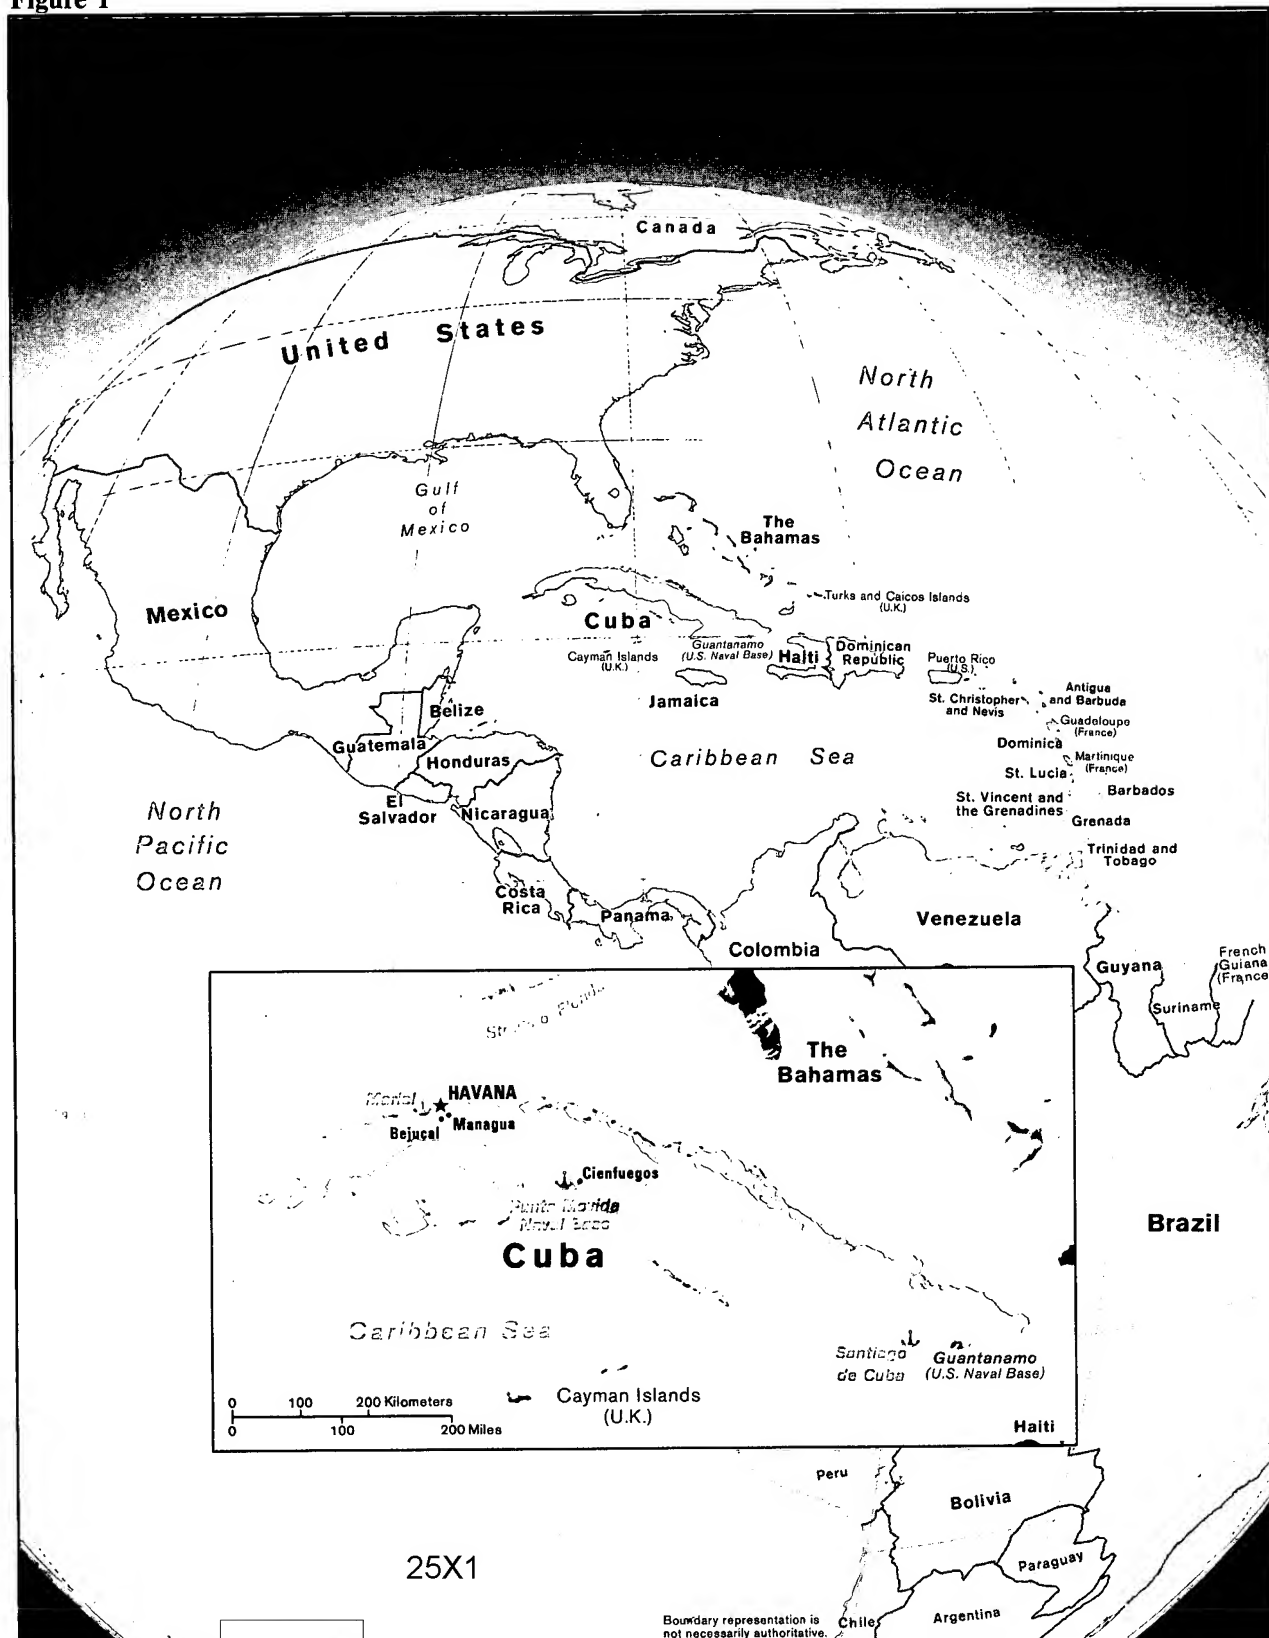 Figure 1
Canada
United States
North
Atlantic
Ocean
Gulf
of
Mexico
The
Bahamas
Mexico
Cuba
Turks and Caicos Islands
(U.K.)
Cayman Islands
(U.K.)
Guantanamo
(U.S. Naval Base)
Haiti
Dominican
Republic
Puerto Rico
(U.S.)
Jamaica
St. Christopher
and Nevis
Antigua
and Barbuda
Belize
Guadeloupe
(France)
Guatemala
Honduras
Caribbean Sea
Dominica
Martinique
(France)
St. Lucia
El
Salvador
Nicaragua
St. Vincent and
the Grenadines
Barbados
Grenada
North
Pacific
Ocean
Trinidad and
Tobago
Costa
Rica
Panama
Venezuela
Colombia
Guyana
French
Guiana
(France
Suriname
The
Bahamas
Mariel
HAVANA
Bejucal
Managua
Cienfuegos
Punta Movida
Naval Base
Cuba
Brazil
Caribbean Sea
Santiago
de Cuba
Guantanamo
(U.S. Naval Base)
Cayman Islands
(U.K.)
0 100 200 Kilometers
0 100 200 Miles
Haiti
Peru
Bolivia
25X1
Paraguay
Boundary representation is
not necessarily authoritative.
Chile
Argentina